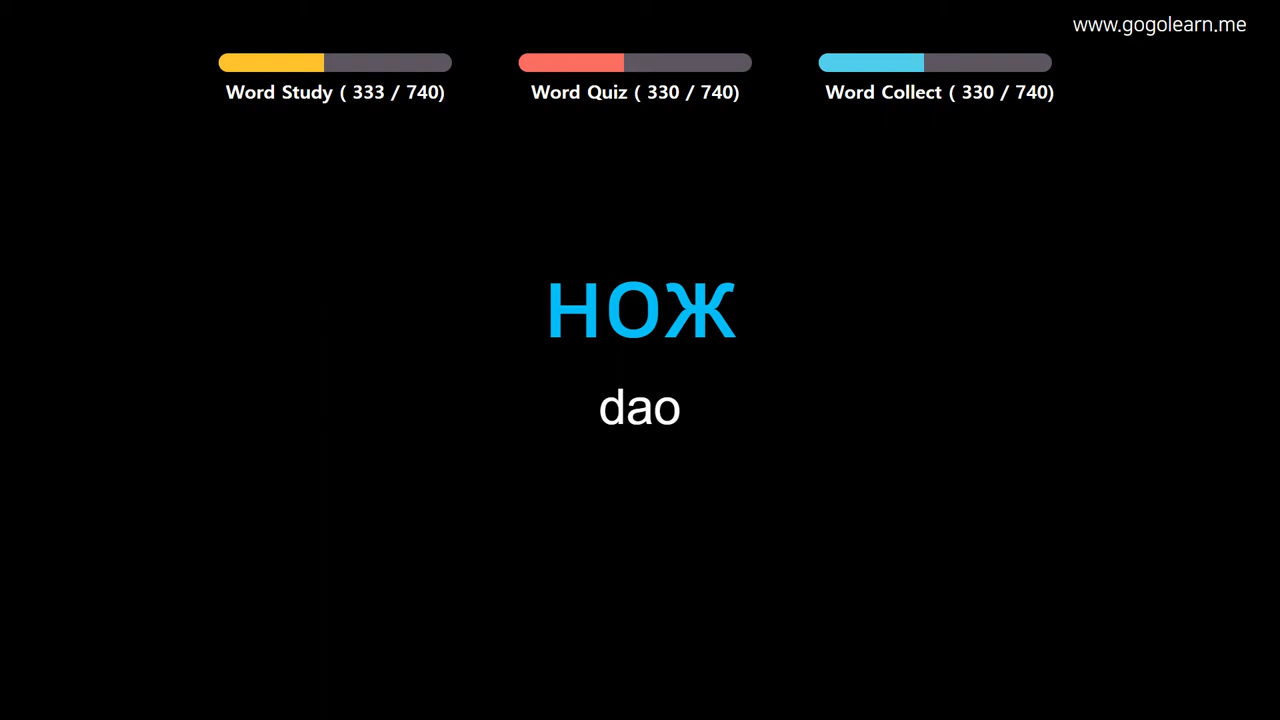 www.gogolearn.me
Word Study ( 333 / 740)
Word Quiz ( 330 / 740)
Word Collect ( 330 / 740)
нож
dao